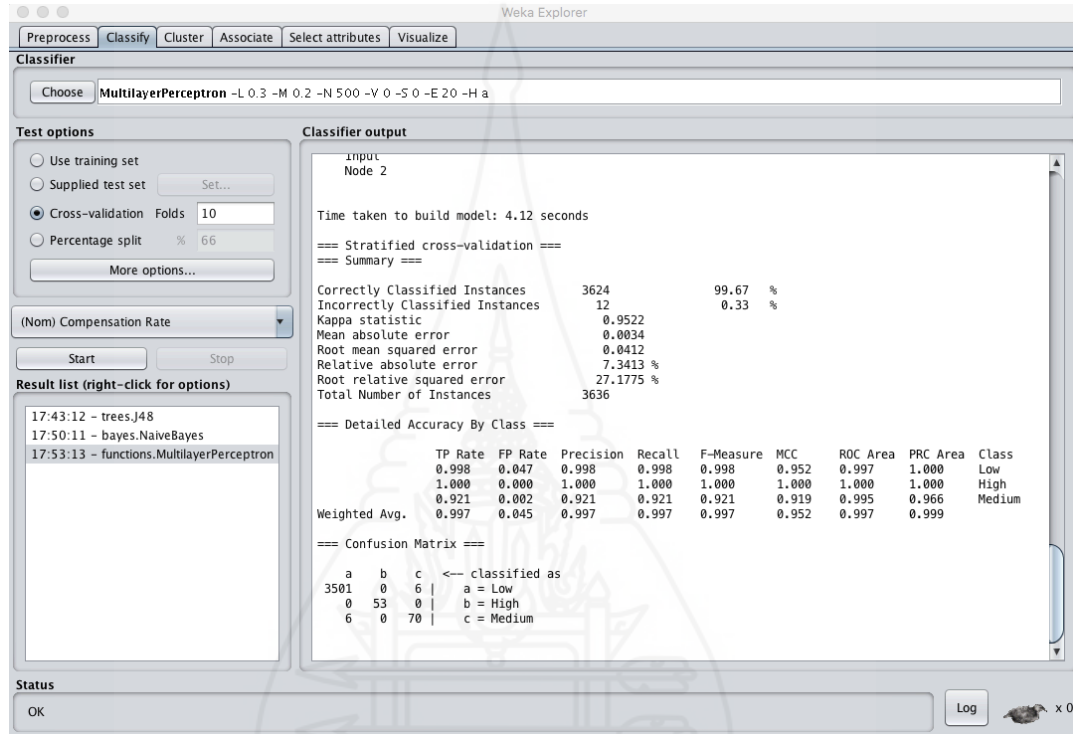 Weka Explorer
Preprocess Classify Cluster Associate Select attributes Visualize
Classifier
Choose MultilayerPerceptron -L 0.3 -M 0.2 -N 500 -V 0 -S 0 -E 20 -H a
Test options
Use training set
Supplied test set Set...
Cross-validation Folds 10
Percentage split % 66
More options...
(Nom) Compensation Rate
Start Stop
Result list (right-click for options)
17:43:12 - trees.J48
17:50:11 - bayes.NaiveBayes
17:53:13 - functions.MultilayerPerceptron
Classifier output
Input
Node 2
Time taken to build model: 4.12 seconds
=== Stratified cross-validation ===
=== Summary ===
Correctly Classified Instances 3624 99.67 %
Incorrectly Classified Instances 12 0.33 %
Kappa statistic 0.9522
Mean absolute error 0.0034
Root mean squared error 0.0412
Relative absolute error 7.3413 %
Root relative squared error 27.1775 %
Total Number of Instances 3636
=== Detailed Accuracy By Class ===
TP Rate FP Rate Precision Recall F-Measure MCC ROC Area PRC Area Class
0.998 0.047 0.998 0.998 0.998 0.952 0.997 1.000 Low
1.000 0.000 1.000 1.000 1.000 1.000 1.000 1.000 High
0.921 0.002 0.921 0.921 0.921 0.919 0.995 0.966 Medium
Weighted Avg. 0.997 0.045 0.997 0.997 0.997 0.952 0.997 0.999
=== Confusion Matrix ===
a b c <-- classified as
3501 0 6 | a = Low
0 53 0 | b = High
6 0 70 | c = Medium
Status
OK
Log
x 0